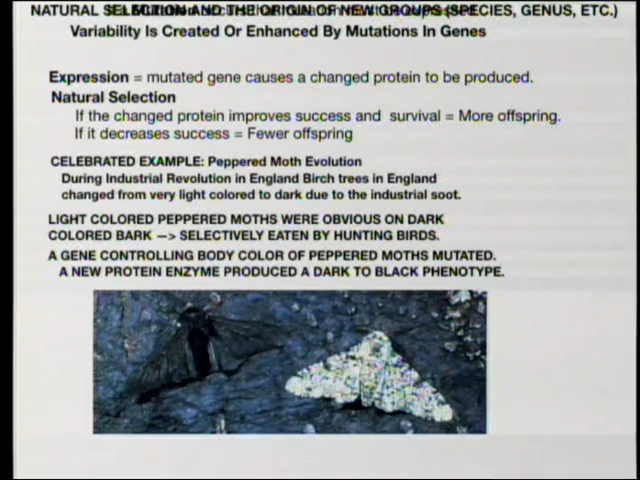 NATURAL SELECTION AND THE ORIGIN OF NEW GROUPS (SPECIES, GENUS, ETC.)
Variability Is Created Or Enhanced By Mutations In Genes
Expression = mutated gene causes a changed protein to be produced.
Natural Selection
If the changed protein improves success and survival = More offspring.
If it decreases success = Fewer offspring
CELEBRATED EXAMPLE: Peppered Moth Evolution
During Industrial Revolution in England Birch trees in England
changed from very light colored to dark due to the industrial soot.
LIGHT COLORED PEPPERED MOTHS WERE OBVIOUS ON DARK
COLORED BARK —> SELECTIVELY EATEN BY HUNTING BIRDS.
A GENE CONTROLLING BODY COLOR OF PEPPERED MOTHS MUTATED.
A NEW PROTEIN ENZYME PRODUCED A DARK TO BLACK PHENOTYPE.